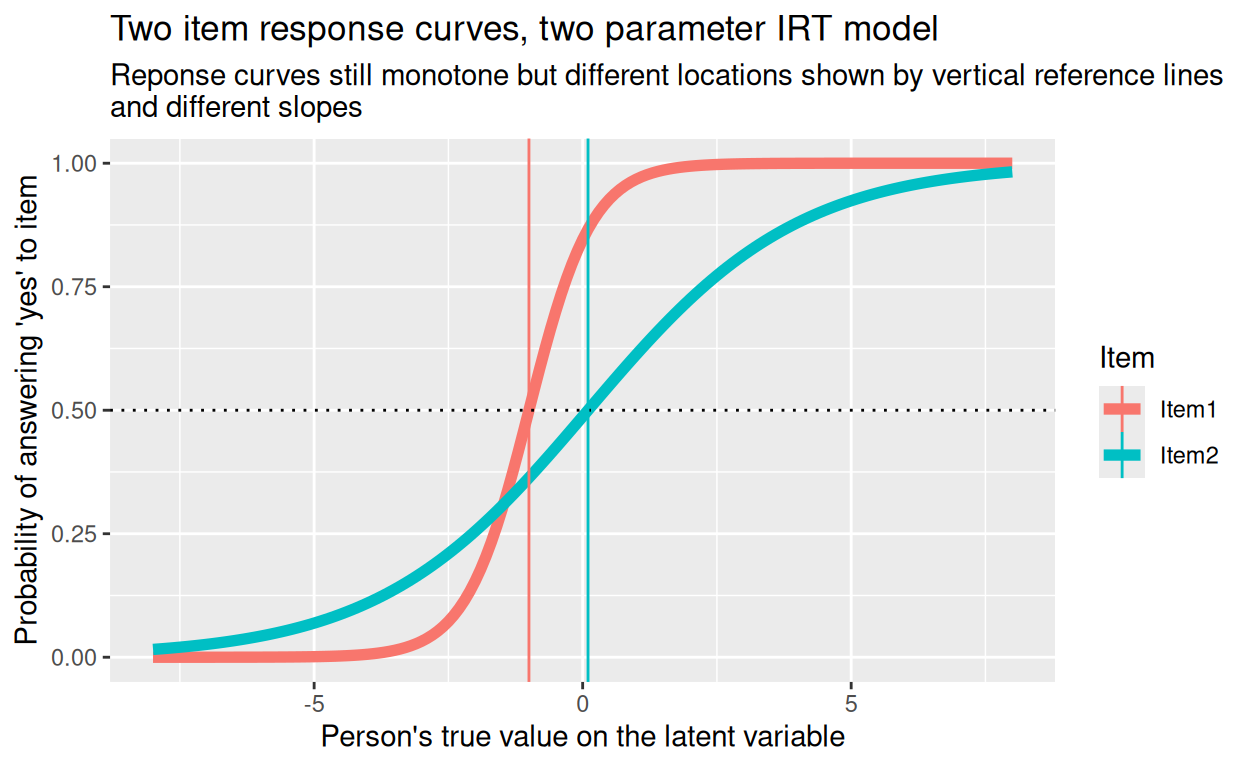 Two item response curves, two parameter IRT model
Reponse curves still monotone but different locations shown by vertical reference lines
and different slopes
Probability of answering 'yes' to item
1.00
0.75
0.50
0.25
0.00
-5
0
5
Person's true value on the latent variable
Item
Item1
Item2